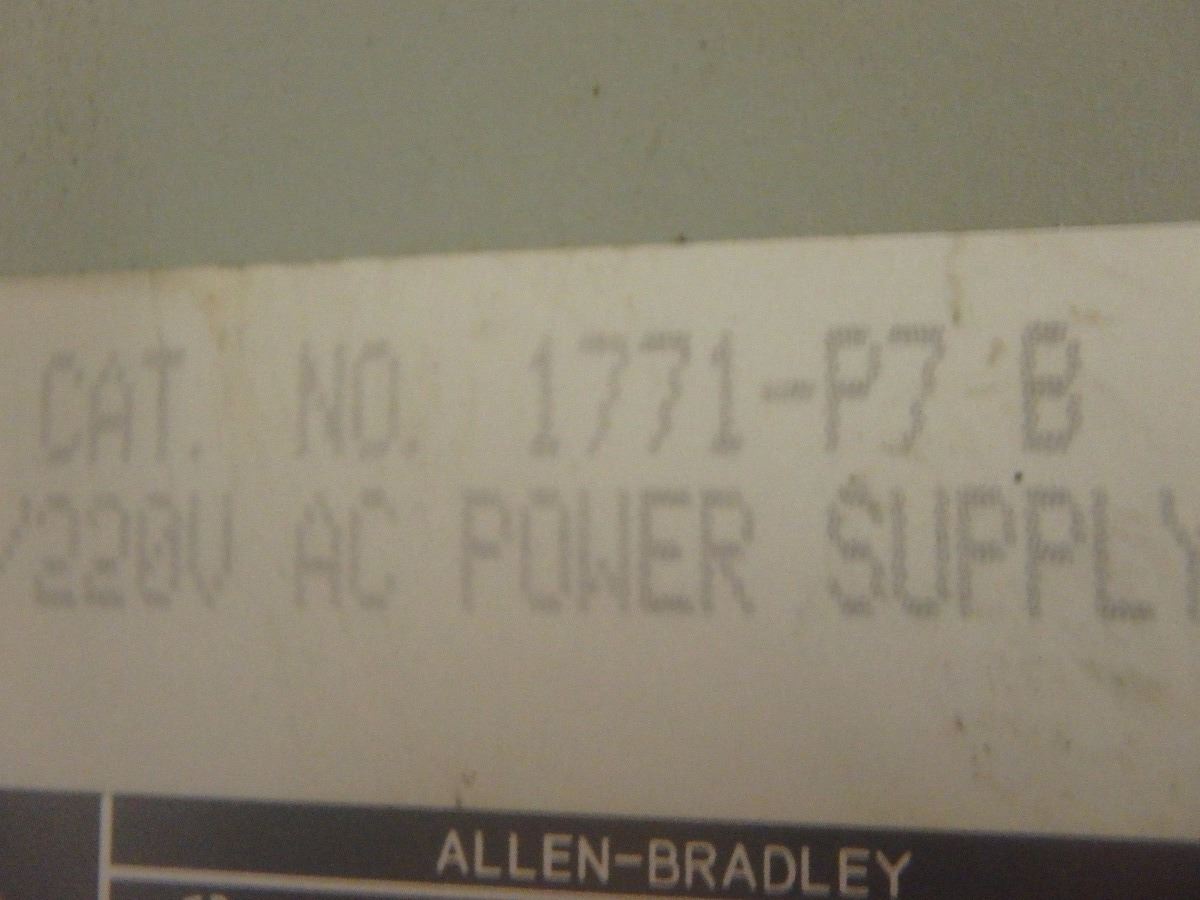 CAT. NO. 1771-P7 B
/220V AC POWER SUPPLY
ALLEN-BRADLEY